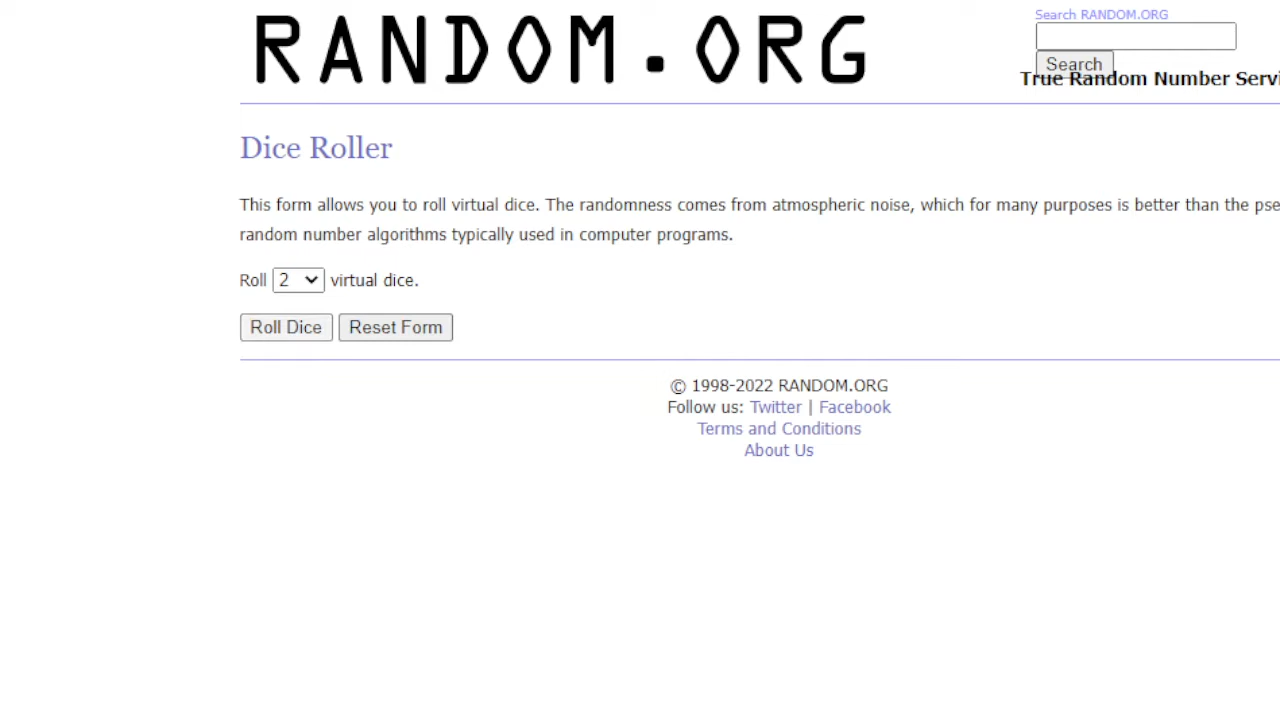 RANDOM.ORG
Search RANDOM.ORG
Search
True Random Number
Dice Roller
This form allows you to roll virtual dice. The randomness comes from atmospheric noise, which for many purposes is better than the
random number algorithms typically used in computer programs.
Roll 2 virtual dice.
Roll Dice Reset Form
© 1998-2022 RANDOM.ORG
Follow us: Twitter | Facebook
Terms and Conditions
About Us